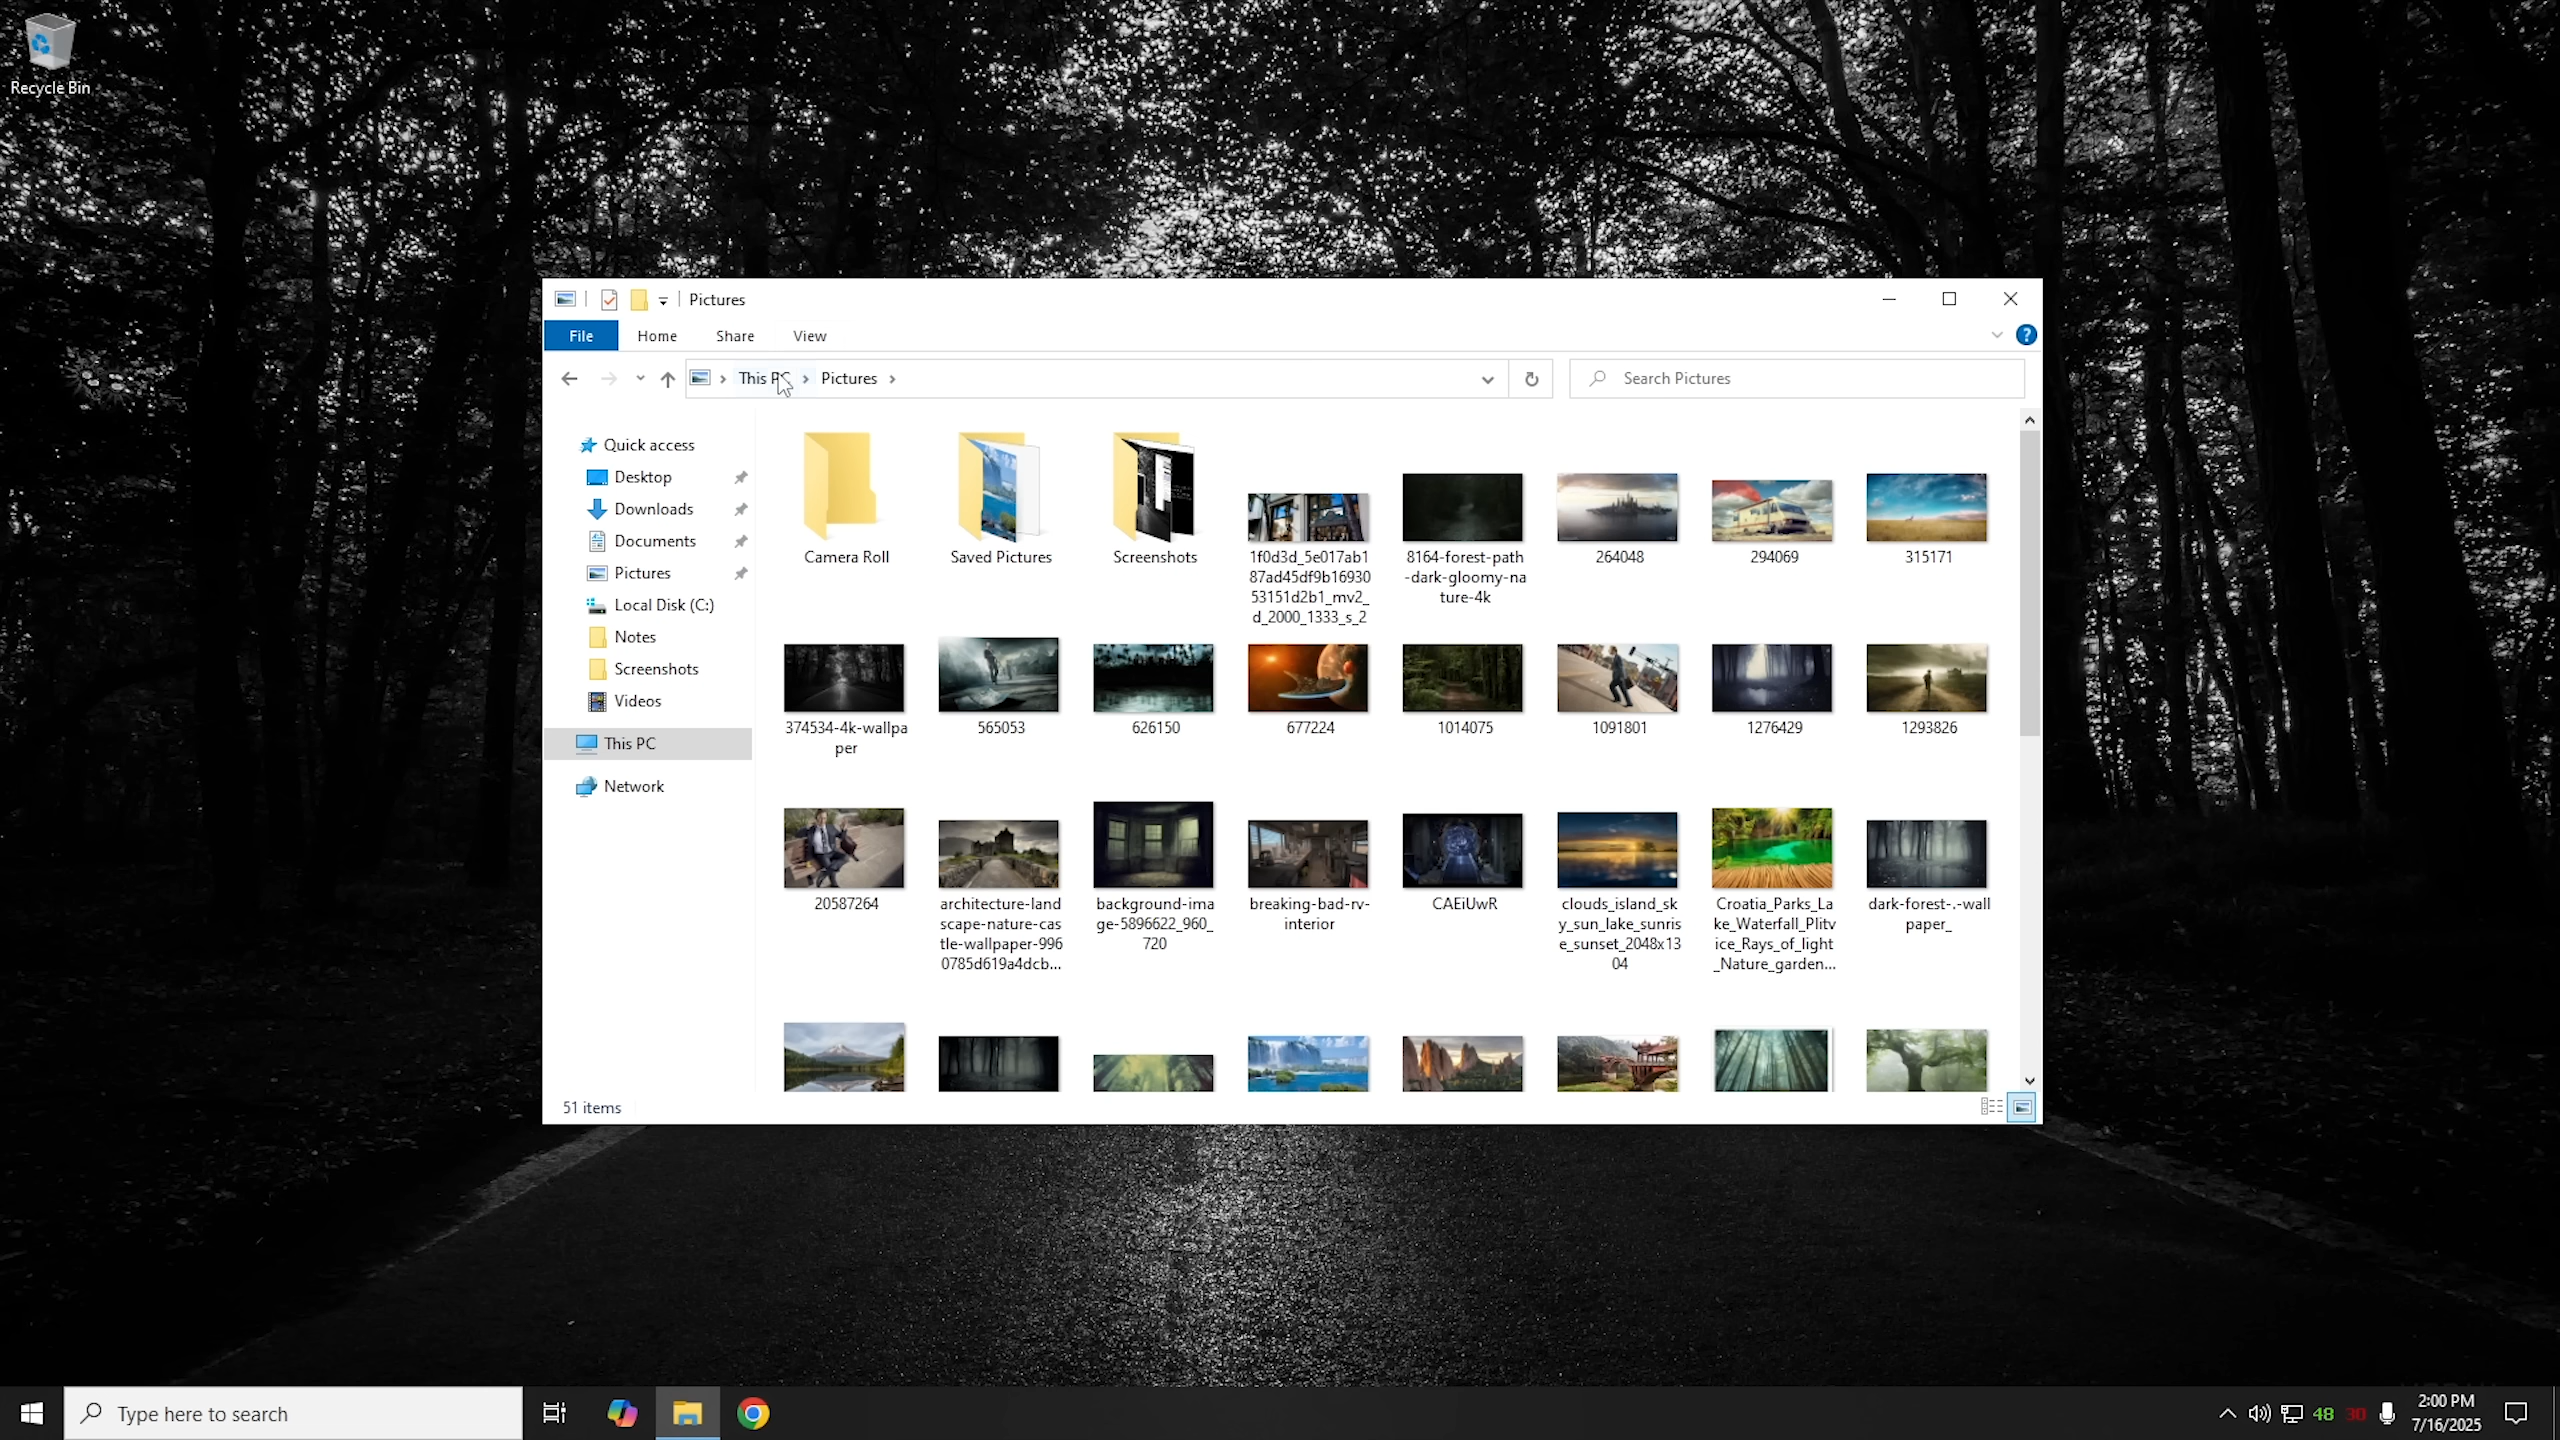 Recycle Bin
Pictures
File
Home
Share
View
This PC
Pictures
Search Pictures
Quick access
Desktop
Downloads
Documents
Pictures
Local Disk (C:)
Notes
Screenshots
Videos
This PC
Network
Camera Roll
Saved Pictures
Screenshots
1f0d3d_5e017ab1
87ad45df9b16930
53151d2b1_mv2_
d_2000_1333_s_2
8164-forest-path
-dark-gloomy-na
ture-4k
264048
294069
315171
374534-4k-wallpa
per
565053
626150
677224
1014075
1091801
1276429
1293826
20587264
architecture-land
scape-nature-cas
tle-wallpaper-996
0785d619a4dcb...
background-ima
ge-5896622_960_
720
breaking-bad-rv-
interior
CAEiUwR
clouds_island_sk
y_sun_lake_sunris
e_sunset_2048x13
04
Croatia_Parks_La
ke_Waterfall_Plitv
ice_Rays_of_light
_Nature_garden...
dark-forest-.-wall
paper_
51 items
Type here to search
48
30
2:00 PM
7/16/2025